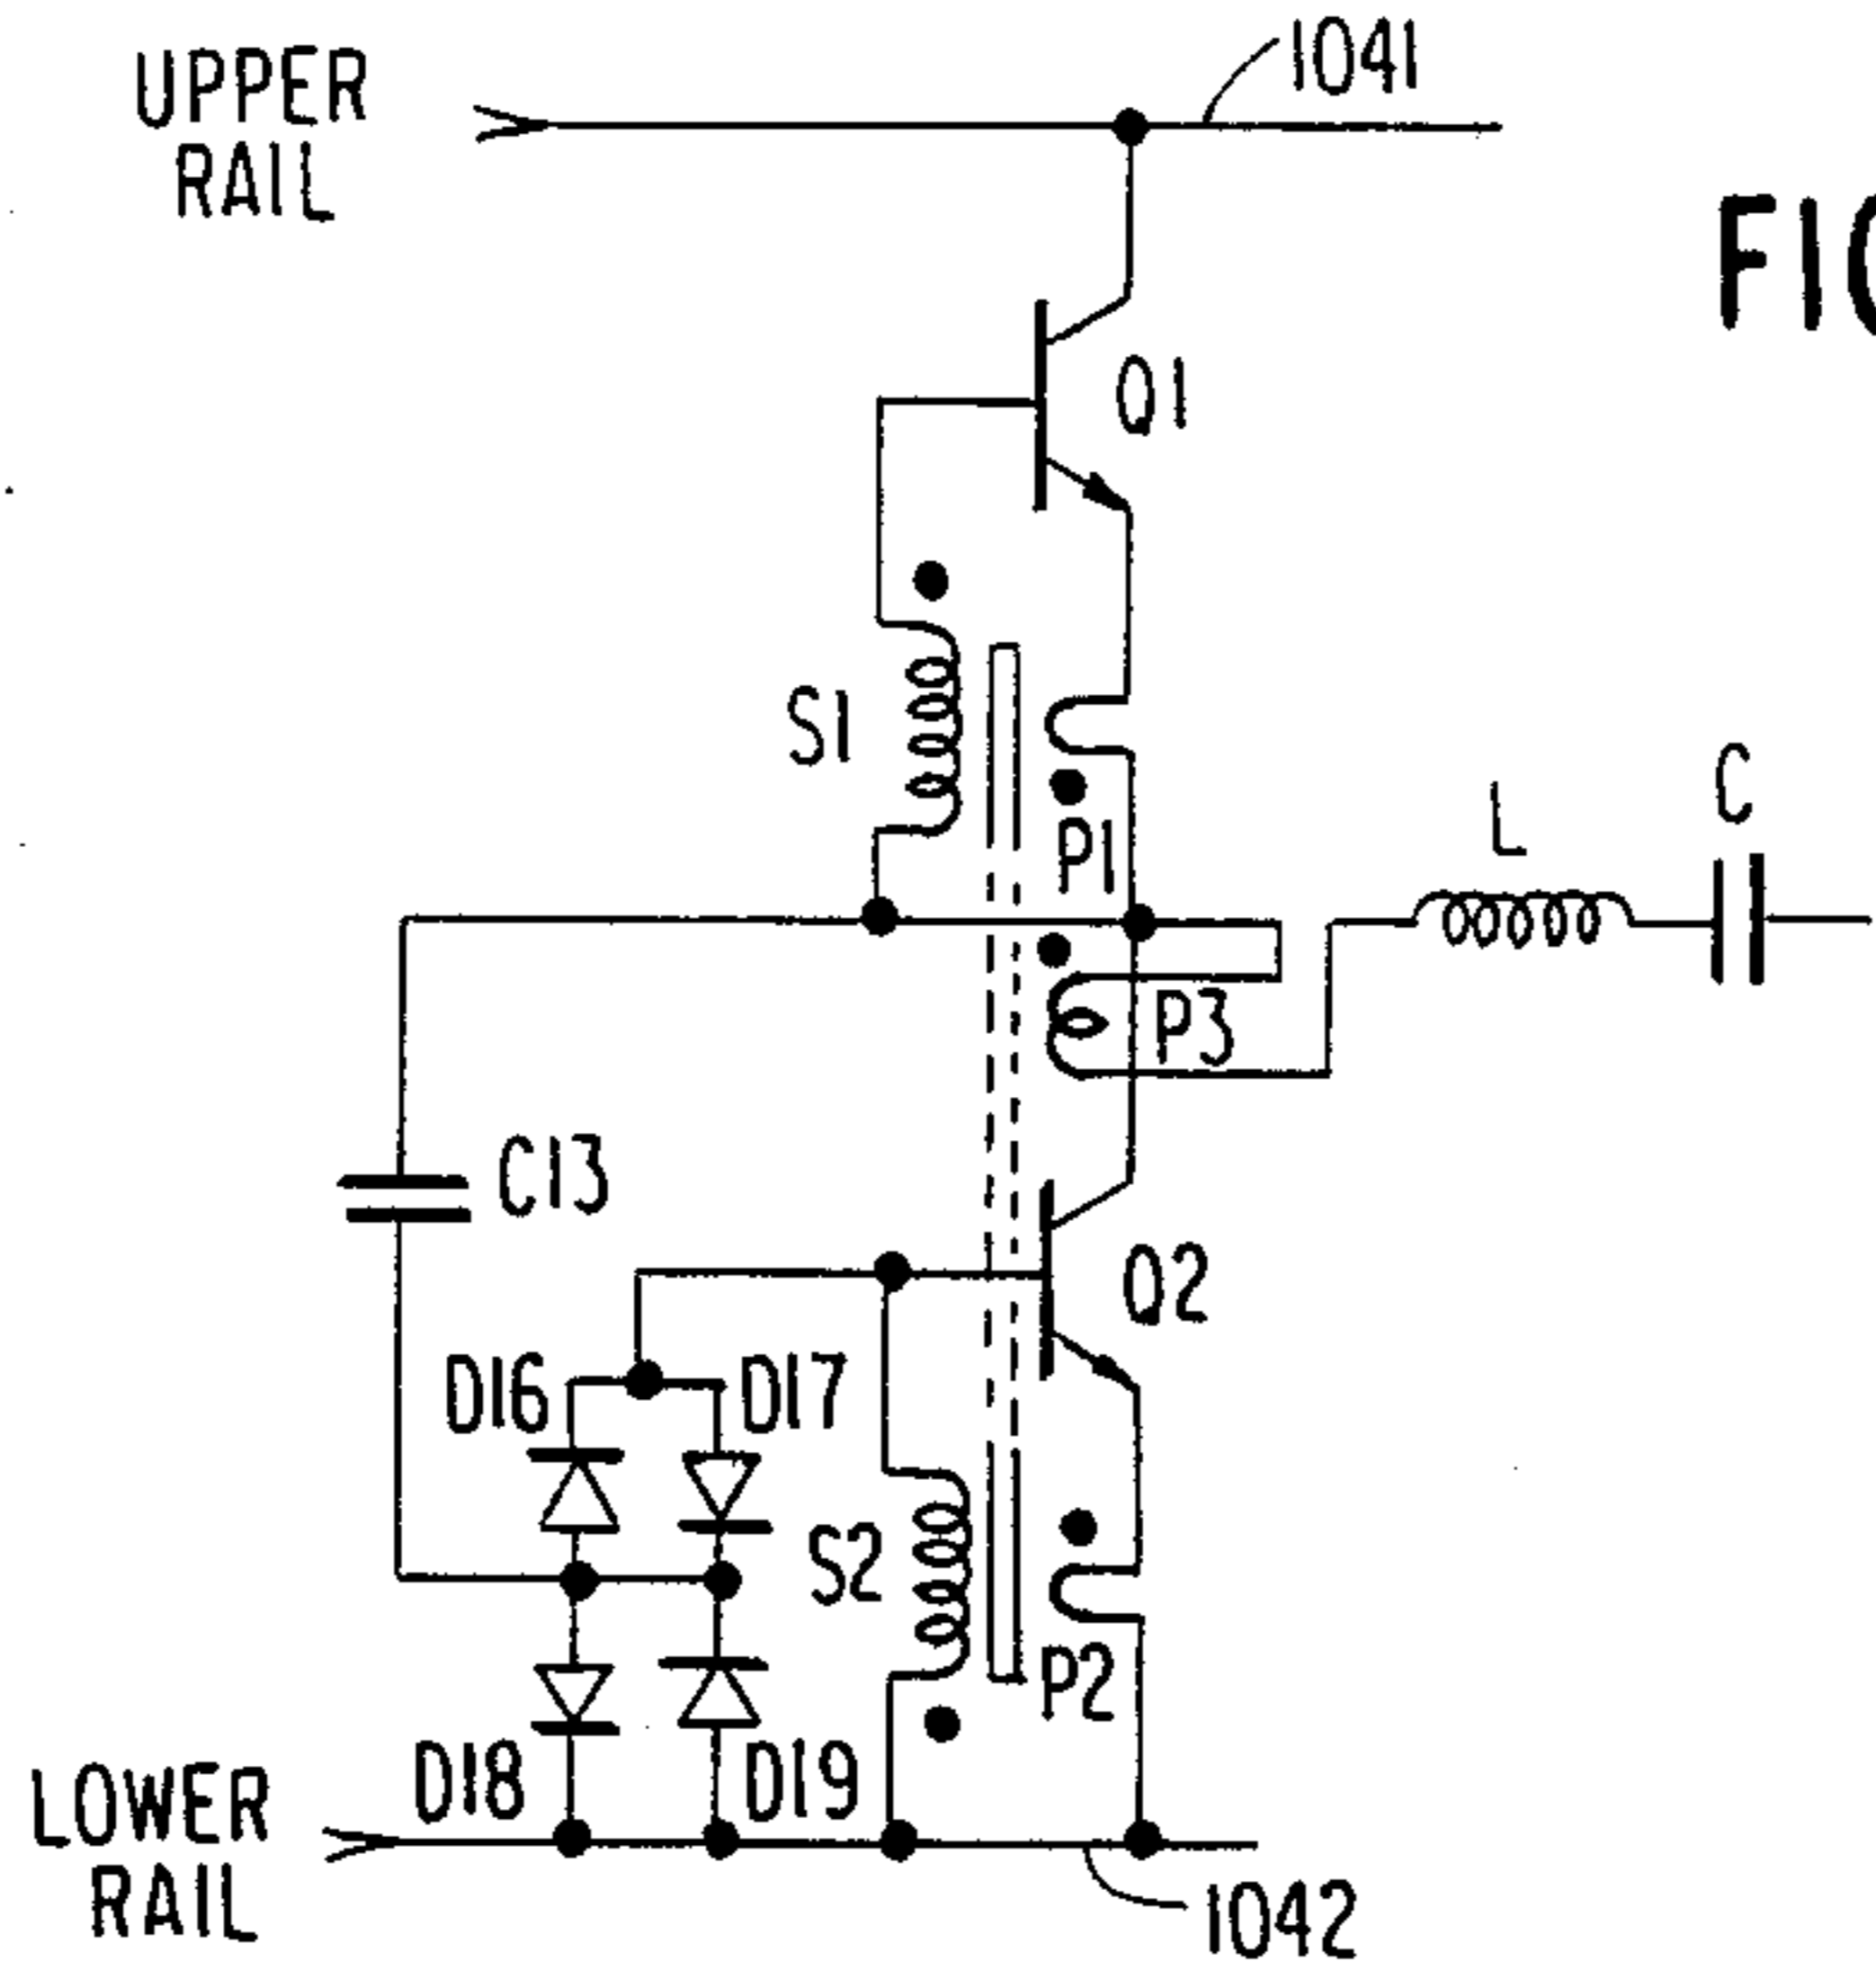 UPPER
RAIL
1041
Q1
S1
P1
L
C
P3
C13
Q2
D16
D17
S2
P2
D18
D19
LOWER
RAIL
1042